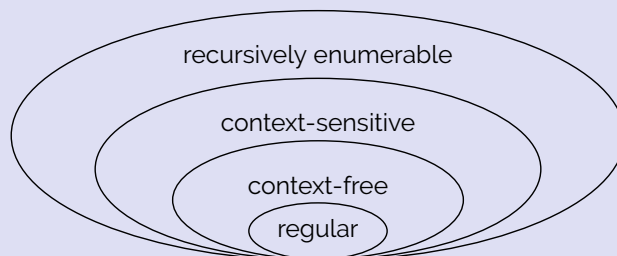 recursively enumerable
context-sensitive
context-free
regular